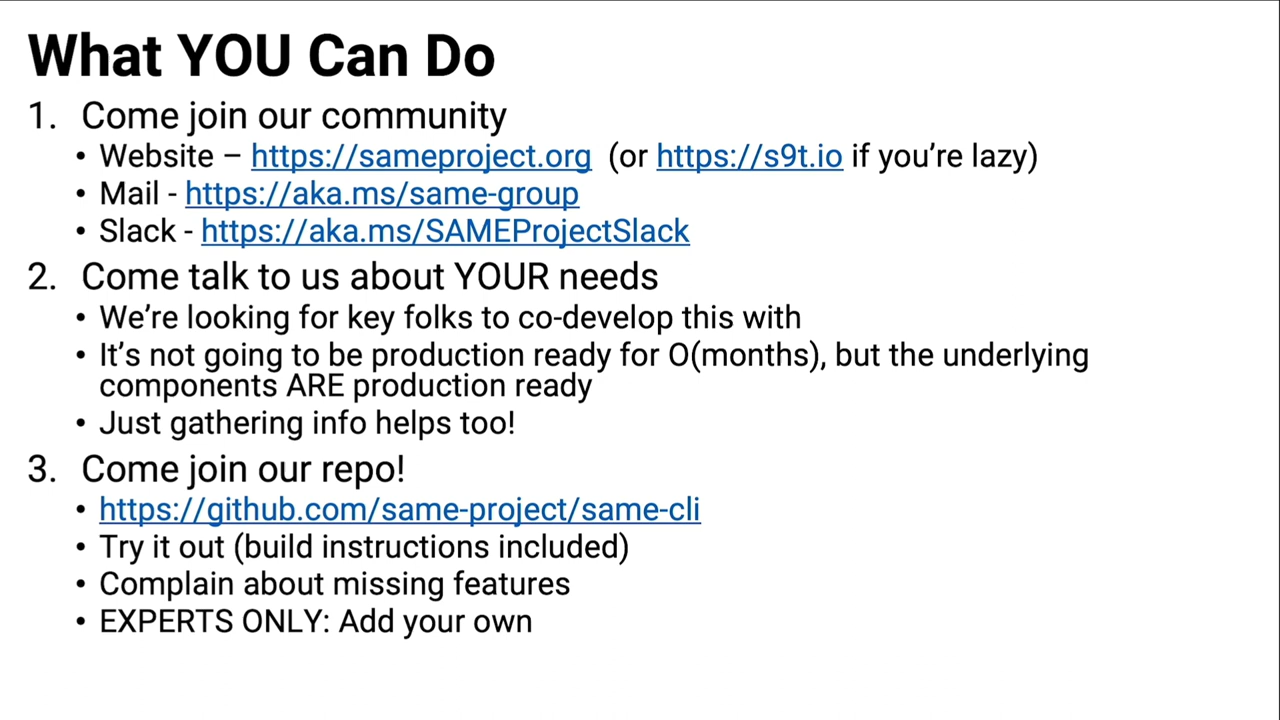 What YOU Can Do
1. Come join our community
• Website – https://sameproject.org (or https://s9t.io if you’re lazy)
• Mail - https://aka.ms/same-group
• Slack - https://aka.ms/SAMEProjectSlack
2. Come talk to us about YOUR needs
• We’re looking for key folks to co-develop this with
• It’s not going to be production ready for O(months), but the underlying
components ARE production ready
• Just gathering info helps too!
3. Come join our repo!
• https://github.com/same-project/same-cli
• Try it out (build instructions included)
• Complain about missing features
• EXPERTS ONLY: Add your own